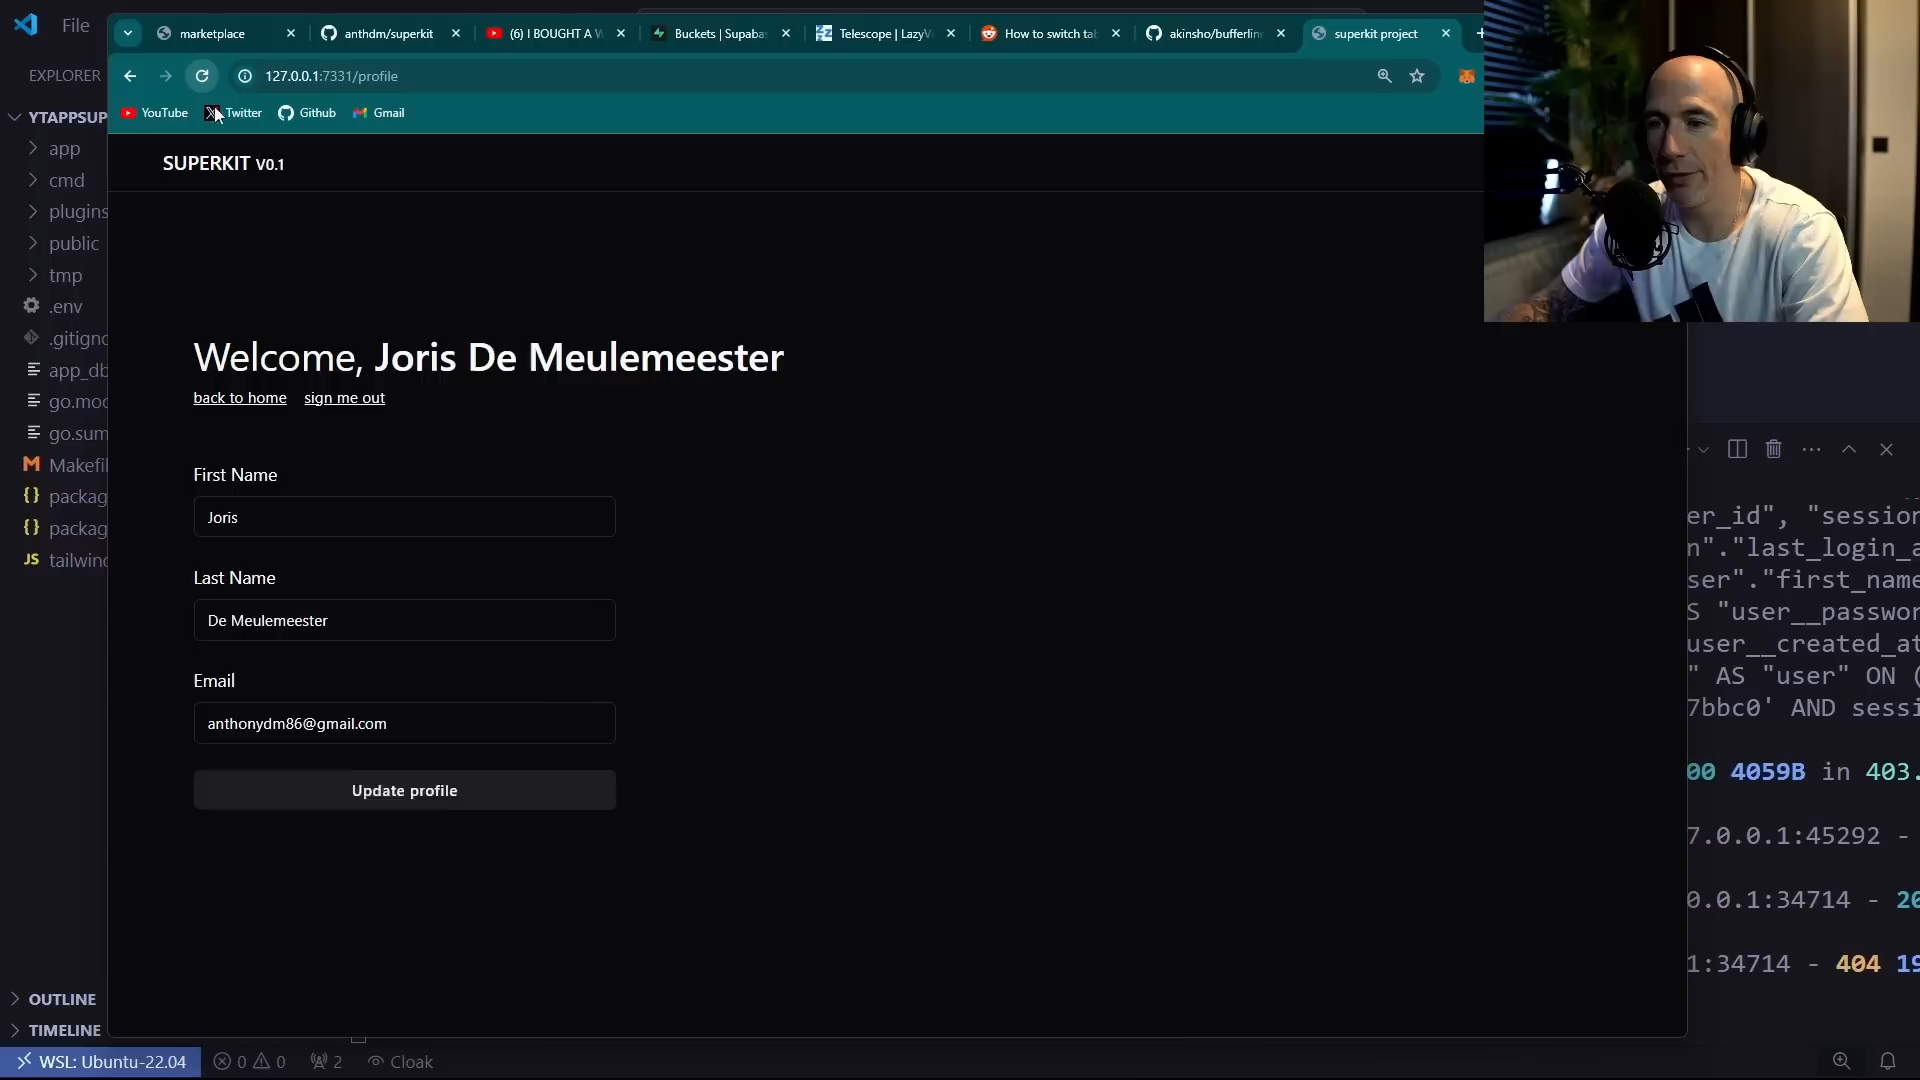 File
marketplace
anthdm/superkit
(6) I BOUGHT A W
Buckets | Supaba
Telescope | LazyV
How to switch tab
akinsho/bufferline
superkit project
127.0.0.1:7331/profile
YouTube
Twitter
Github
Gmail
EXPLORER
YTAPPSUP
app
cmd
plugins
public
tmp
.env
.gitigno
app_db
go.mod
go.sum
Makefil
packag
packag
JS tailwind
OUTLINE
TIMELINE
SUPERKIT V0.1
Welcome, Joris De Meulemeester
back to home sign me out
First Name
Joris
Last Name
De Meulemeester
Email
anthonydm86@gmail.com
Update profile
er_id", "session
n"."last_login_a
ser"."first_name
S "user__passwor
user__created_at
" AS "user" ON (
7bbc0' AND sessi
00 4059B in 403.
7.0.0.1:45292 -
0.0.1:34714 - 20
1:34714 - 404 19
WSL: Ubuntu-22.04 0 0 2 Cloak